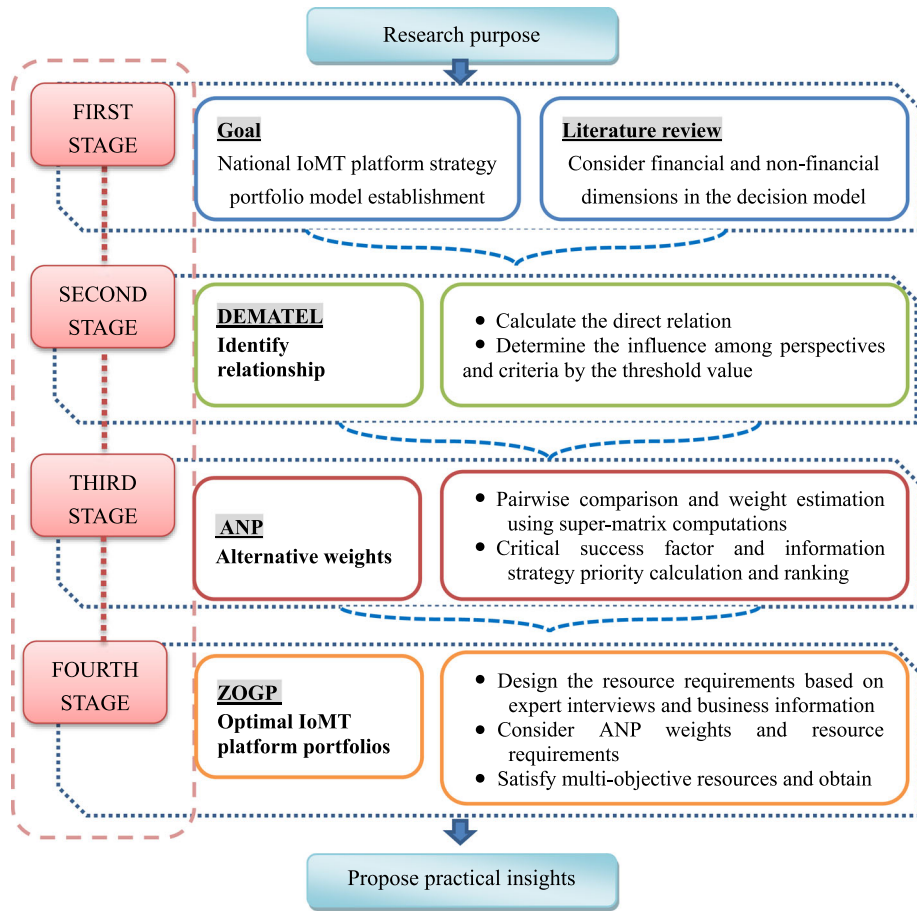 Research purpose
FIRST
STAGE
Goal
National IoMT platform strategy
portfolio model establishment
Literature review
Consider financial and non-financial
dimensions in the decision model
SECOND
STAGE
DEMATEL
Identify
relationship
• Calculate the direct relation
• Determine the influence among perspectives
and criteria by the threshold value
THIRD
STAGE
ANP
Alternative weights
• Pairwise comparison and weight estimation
using super-matrix computations
• Critical success factor and information
strategy priority calculation and ranking
FOURTH
STAGE
ZOGP
Optimal IoMT
platform portfolios
• Design the resource requirements based on
expert interviews and business information
• Consider ANP weights and resource
requirements
• Satisfy multi-objective resources and obtain
Propose practical insights